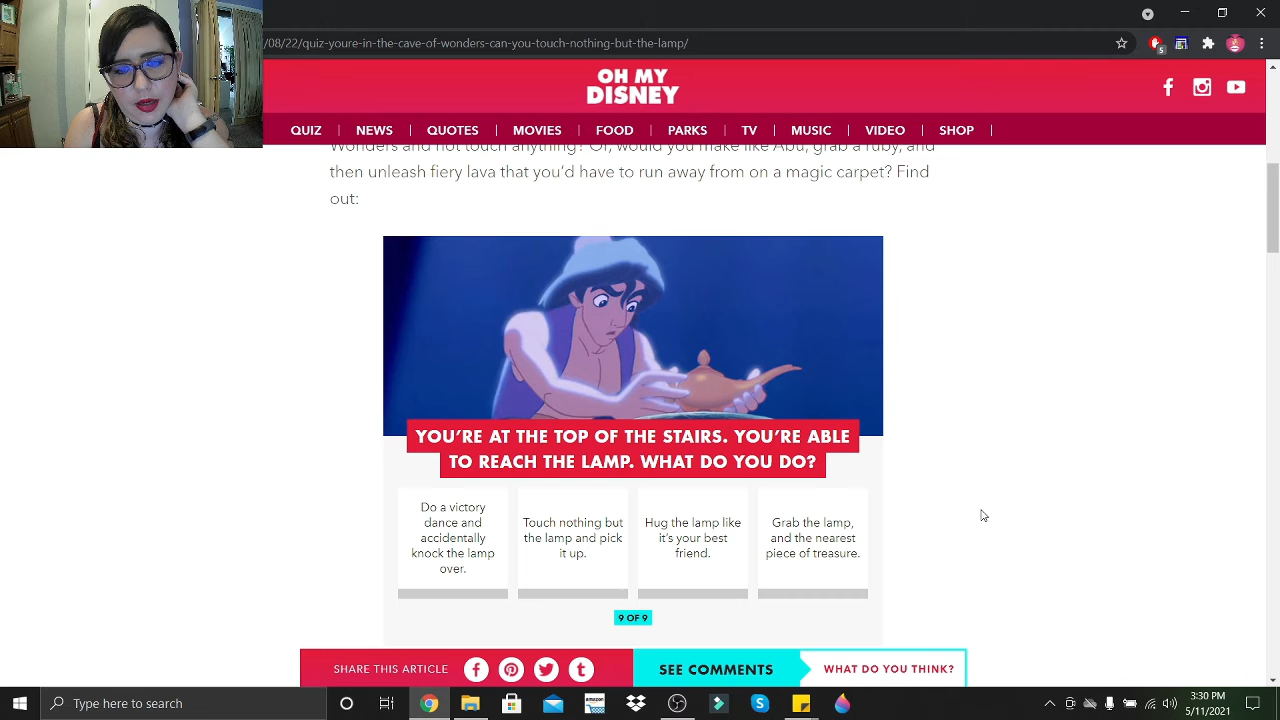 /08/22/quiz-youre-in-the-cave-of-wonders-can-you-touch-nothing-but-the-lamp/
5
OH MY
DISNEY
QUIZ
NEWS
QUOTES
MOVIES
FOOD
PARKS
TV
MUSIC
VIDEO
SHOP
Wonders and not touch anything? Or, would you make like Abu, grab a ruby, and
then unleash fiery lava that you'd have to run away from on a magic carpet? Find
out:
YOU'RE AT THE TOP OF THE STAIRS. YOU'RE ABLE
TO REACH THE LAMP. WHAT DO YOU DO?
Do a victory
dance and
accidentally
knock the lamp
over.
Touch nothing but
the lamp and pick
it up.
Hug the lamp like
it's your best
friend.
Grab the lamp,
and the nearest
piece of treasure.
9 OF 9
SHARE THIS ARTICLE
SEE COMMENTS
WHAT DO YOU THINK?
Type here to search
amazon
3:30 PM
5/11/2021